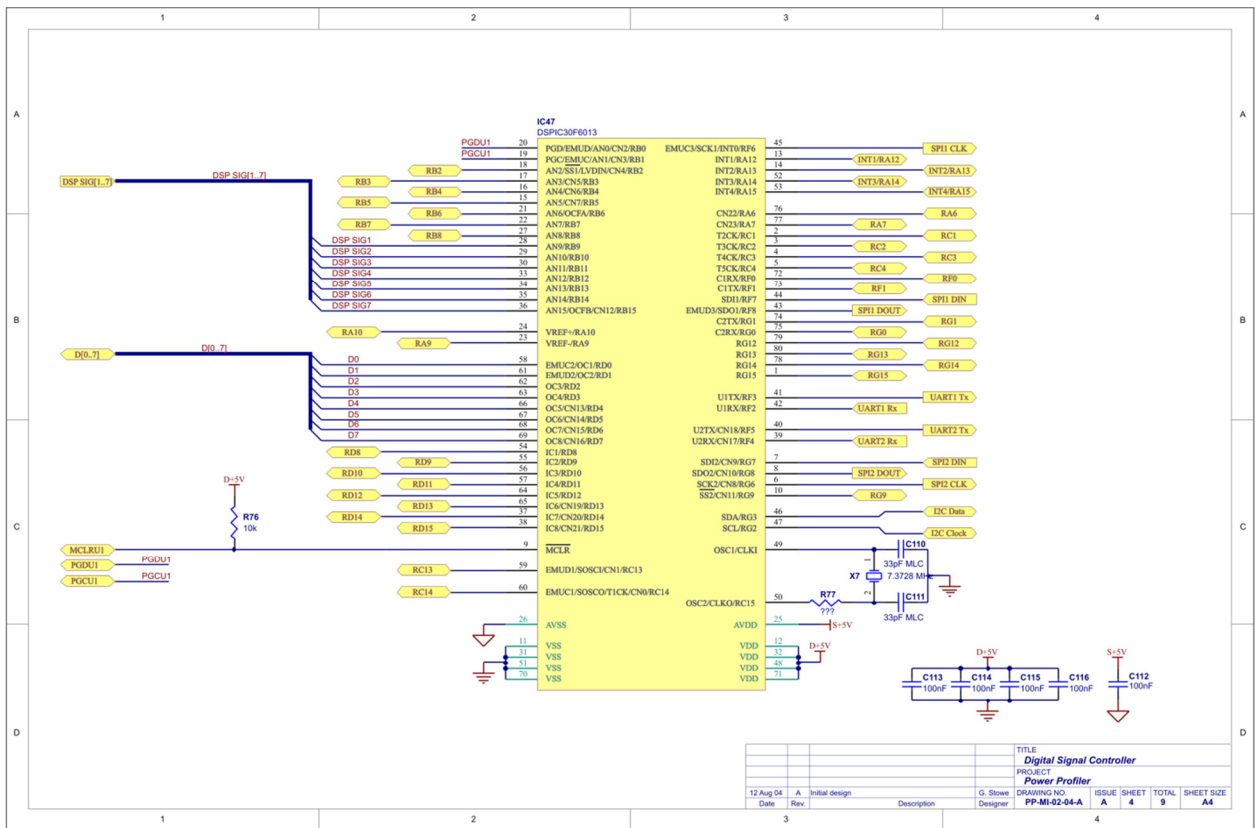 1 2 3 4
A A
B B
C C
D D
1 2 3 4
IC47
DSPIC30F6013
DSP SIG[1..7] DSP SIG[1..7]
PGDU1 20 PGD/EMUD/AN0/CN2/RB0
PGCU1 19 PGC/EMUC/AN1/CN3/RB1
RB2 18 AN2/SS1/LVDIN/CN4/RB2
RB3 17 AN3/CN5/RB3
RB4 16 AN4/CN6/RB4
RB5 15 AN5/CN7/RB5
RB6 21 AN6/OCFA/RB6
RB7 22 AN7/RB7
RB8 27 AN8/RB8
DSP SIG1 28 AN9/RB9
DSP SIG2 29 AN10/RB10
DSP SIG3 30 AN11/RB11
DSP SIG4 33 AN12/RB12
DSP SIG5 34 AN13/RB13
DSP SIG6 35 AN14/RB14
DSP SIG7 36 AN15/OCFB/CN12/RB15
RA10 24 VREF+/RA10
RA9 23 VREF-/RA9
D[0..7] D[0..7]
D0 58 EMUC2/OC1/RD0
D1 61 EMUD2/OC2/RD1
D2 62 OC3/RD2
D3 63 OC4/RD3
D4 66 OC5/CN13/RD4
D5 67 OC6/CN14/RD5
D6 68 OC7/CN15/RD6
D7 69 OC8/CN16/RD7
RD8 54 IC1/RD8
RD9 55 IC2/RD9
RD10 56 IC3/RD10
RD11 57 IC4/RD11
RD12 64 IC5/RD12
RD13 65 IC6/CN19/RD13
RD14 37 IC7/CN20/RD14
RD15 38 IC8/CN21/RD15
D+5V
R76
10k
MCLRU1 9 MCLR
PGDU1 PGDU1
PGCU1 PGCU1
RC13 59 EMUD1/SOSCI/CN1/RC13
RC14 60 EMUC1/SOSCO/T1CK/CN0/RC14
26 AVSS
11 VSS
31 VSS
51 VSS
70 VSS
EMUC3/SCK1/INT0/RF6 45 SPI1 CLK
INT1/RA12 13 INT1/RA12
INT2/RA13 14 INT2/RA13
INT3/RA14 52 INT3/RA14
INT4/RA15 53 INT4/RA15
CN22/RA6 76 RA6
CN23/RA7 77 RA7
T2CK/RC1 2 RC1
T3CK/RC2 3 RC2
T4CK/RC3 4 RC3
T5CK/RC4 5 RC4
C1RX/RF0 72 RF0
C1TX/RF1 73 RF1
SDI1/RF7 44 SPI1 DIN
EMUD3/SDO1/RF8 43 SPI1 DOUT
C2TX/RG1 74 RG1
C2RX/RG0 75 RG0
RG12 79 RG12
RG13 80 RG13
RG14 78 RG14
RG15 1 RG15
U1TX/RF3 41 UART1 Tx
U1RX/RF2 42 UART1 Rx
U2TX/CN18/RF5 40 UART2 Tx
U2RX/CN17/RF4 39 UART2 Rx
SDI2/CN9/RG7 7 SPI2 DIN
SDO2/CN10/RG8 8 SPI2 DOUT
SCK2/CN8/RG6 6 SPI2 CLK
SS2/CN11/RG9 10 RG9
SDA/RG3 46 I2C Data
SCL/RG2 47 I2C Clock
OSC1/CLKI 49
C110
33pF MLC
1
X7 7.3728 MHz
2
OSC2/CLKO/RC15 50 R77
???
C111
33pF MLC
AVDD 25 S+5V
VDD 12 D+5V
VDD 32
VDD 48
VDD 71
D+5V S+5V
C113 C114 C115 C116 C112
100nF 100nF 100nF 100nF 100nF
TITLE
Digital Signal Controller
PROJECT
Power Profiler
12 Aug 04 A Initial design G. Stowe
Date Rev. Description Designer
DRAWING NO. ISSUE SHEET TOTAL SHEET SIZE
PP-MI-02-04-A A 4 9 A4